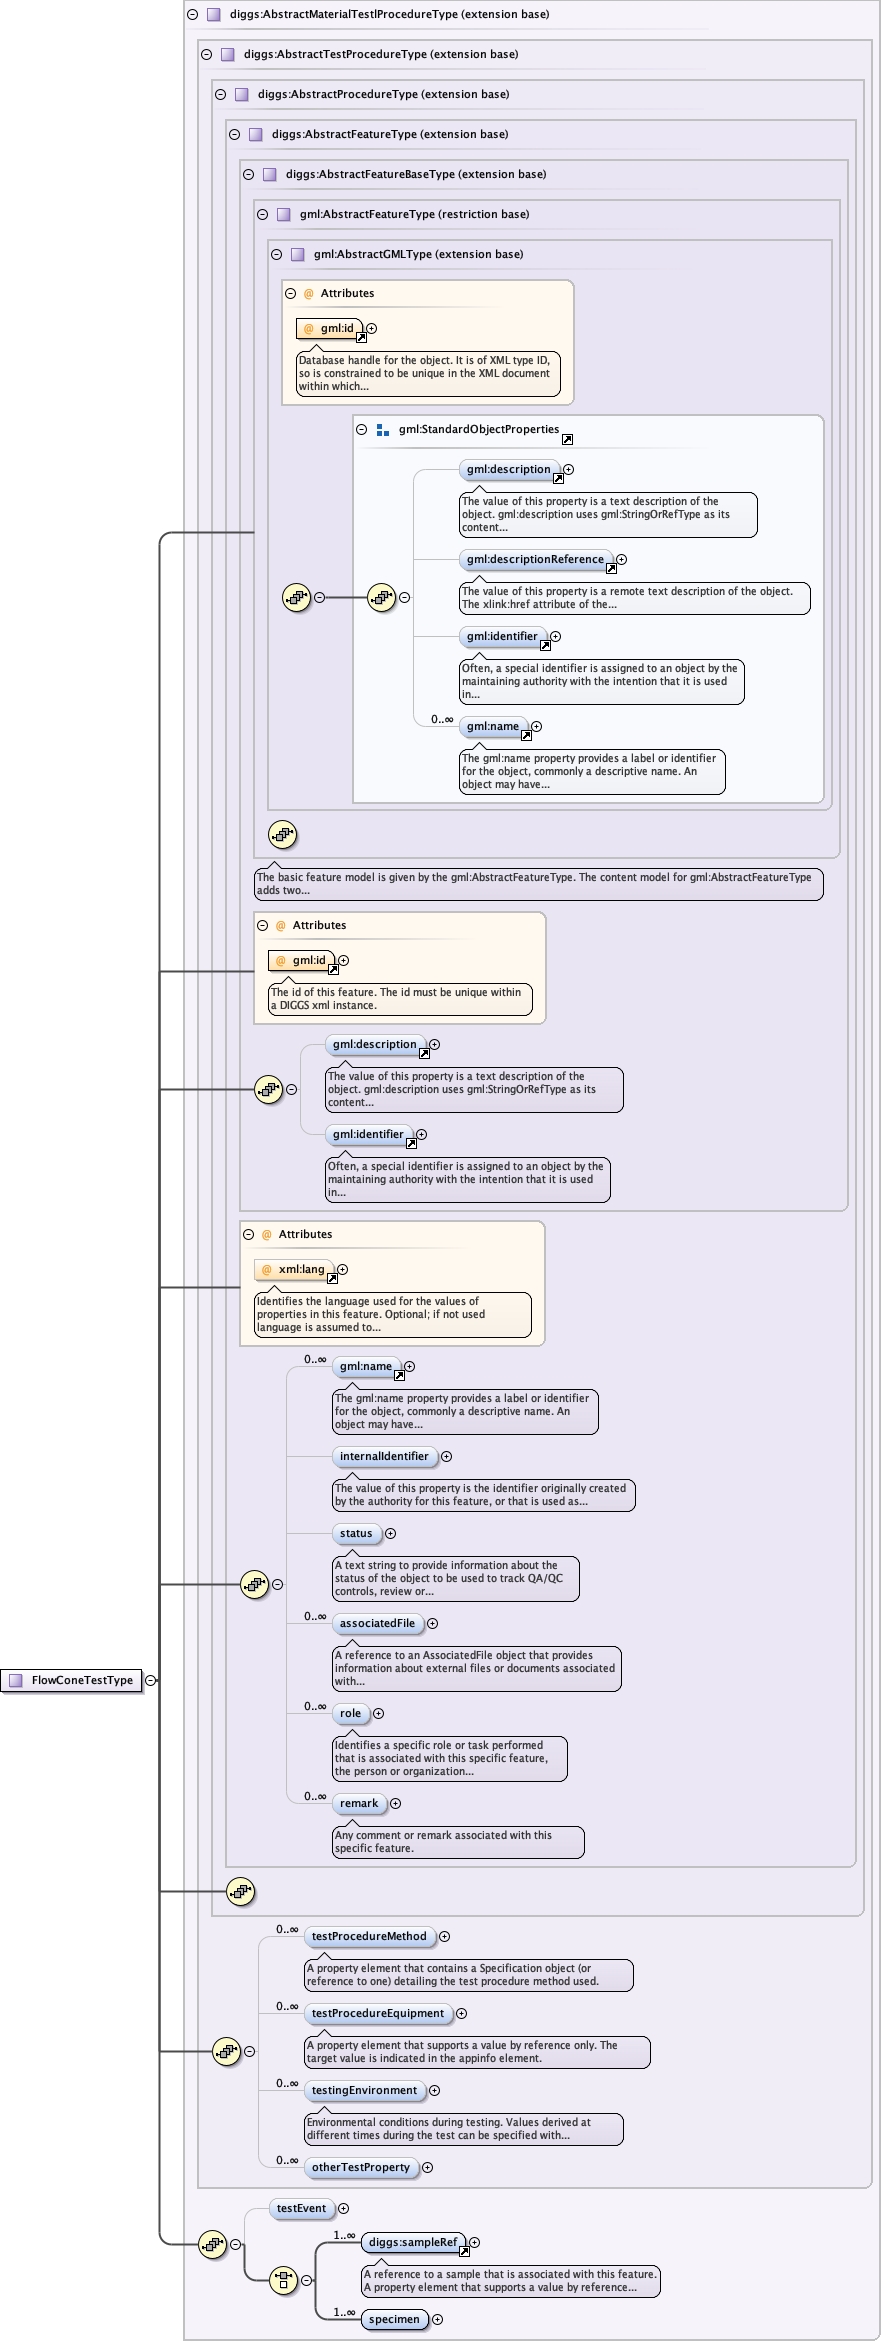 diggs:AbstractMaterialTestlProcedureType (extension base)
diggs:AbstractTestProcedureType (extension base)
diggs:AbstractProcedureType (extension base)
diggs:AbstractFeatureType (extension base)
diggs:AbstractFeatureBaseType (extension base)
gml:AbstractFeatureType (restriction base)
gml:AbstractGMLType (extension base)
@ Attributes
@ gml:id
Database handle for the object. It is of XML type ID,
so is constrained to be unique in the XML document
within which...
gml:StandardObjectProperties
gml:description
The value of this property is a text description of the
object. gml:description uses gml:StringOrRefType as its
content...
gml:descriptionReference
The value of this property is a remote text description of the object.
The xlink:href attribute of the...
gml:identifier
Often, a special identifier is assigned to an object by the
maintaining authority with the intention that it is used
in...
0..∞
gml:name
The gml:name property provides a label or identifier
for the object, commonly a descriptive name. An
object may have...
The basic feature model is given by the gml:AbstractFeatureType. The content model for gml:AbstractFeatureType
adds two...
@ Attributes
@ gml:id
The id of this feature. The id must be unique within
a DIGGS xml instance.
gml:description
The value of this property is a text description of the
object. gml:description uses gml:StringOrRefType as its
content...
gml:identifier
Often, a special identifier is assigned to an object by the
maintaining authority with the intention that it is used
in...
@ Attributes
@ xml:lang
Identifies the language used for the values of
properties in this feature. Optional; if not used
language is assumed to...
0..∞
gml:name
The gml:name property provides a label or identifier
for the object, commonly a descriptive name. An
object may have...
internalIdentifier
The value of this property is the identifier originally created
by the authority for this feature, or that is used as...
status
A text string to provide information about the
status of the object to be used to track QA/QC
controls, review or...
0..∞
associatedFile
A reference to an AssociatedFile object that provides
information about external files or documents associated
with...
FlowConeTestType
0..∞
role
Identifies a specific role or task performed
that is associated with this specific feature,
the person or organization...
0..∞
remark
Any comment or remark associated with this
specific feature.
0..∞
testProcedureMethod
A property element that contains a Specification object (or
reference to one) detailing the test procedure method used.
0..∞
testProcedureEquipment
A property element that supports a value by reference only. The
target value is indicated in the appinfo element.
0..∞
testingEnvironment
Environmental conditions during testing. Values derived at
different times during the test can be specified with...
0..∞
otherTestProperty
testEvent
1..∞
diggs:sampleRef
A reference to a sample that is associated with this feature.
A property element that supports a value by reference...
1..∞
specimen